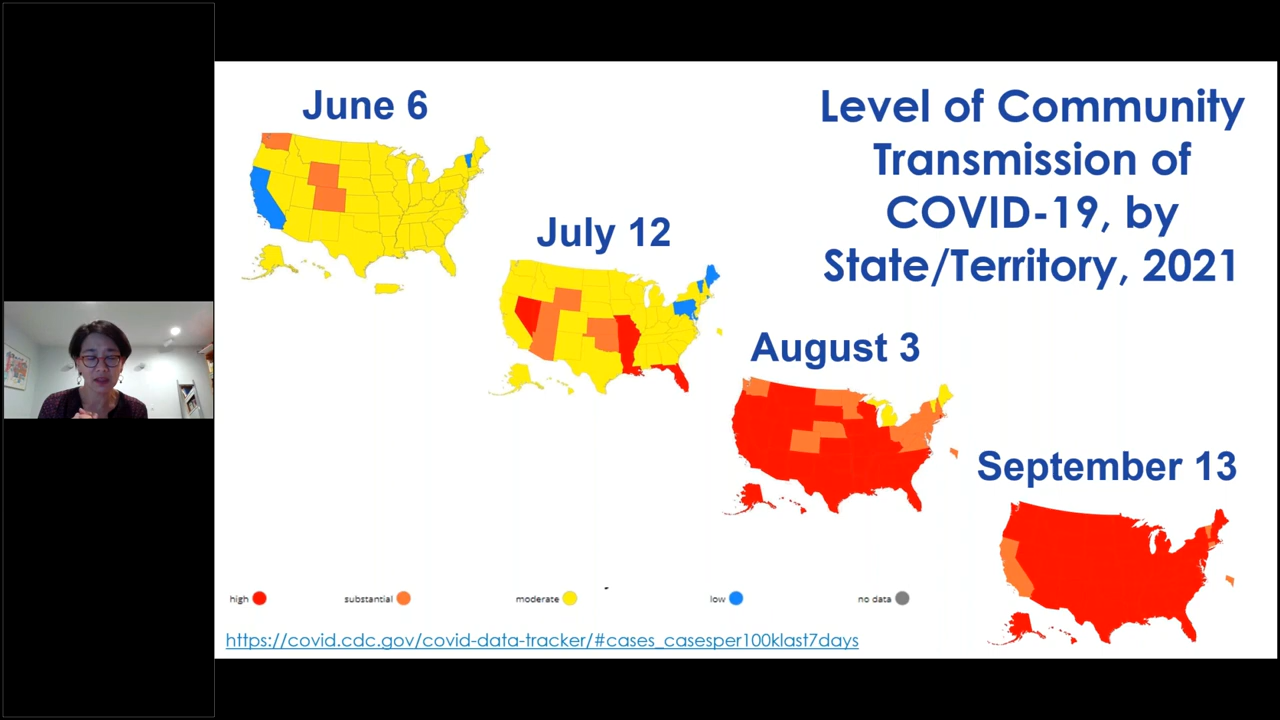 June 6
Level of Community
Transmission of
COVID-19, by
State/Territory, 2021
July 12
August 3
September 13
high
substantial
moderate
low
no data
https://covid.cdc.gov/covid-data-tracker/#cases_casesper100klast7days